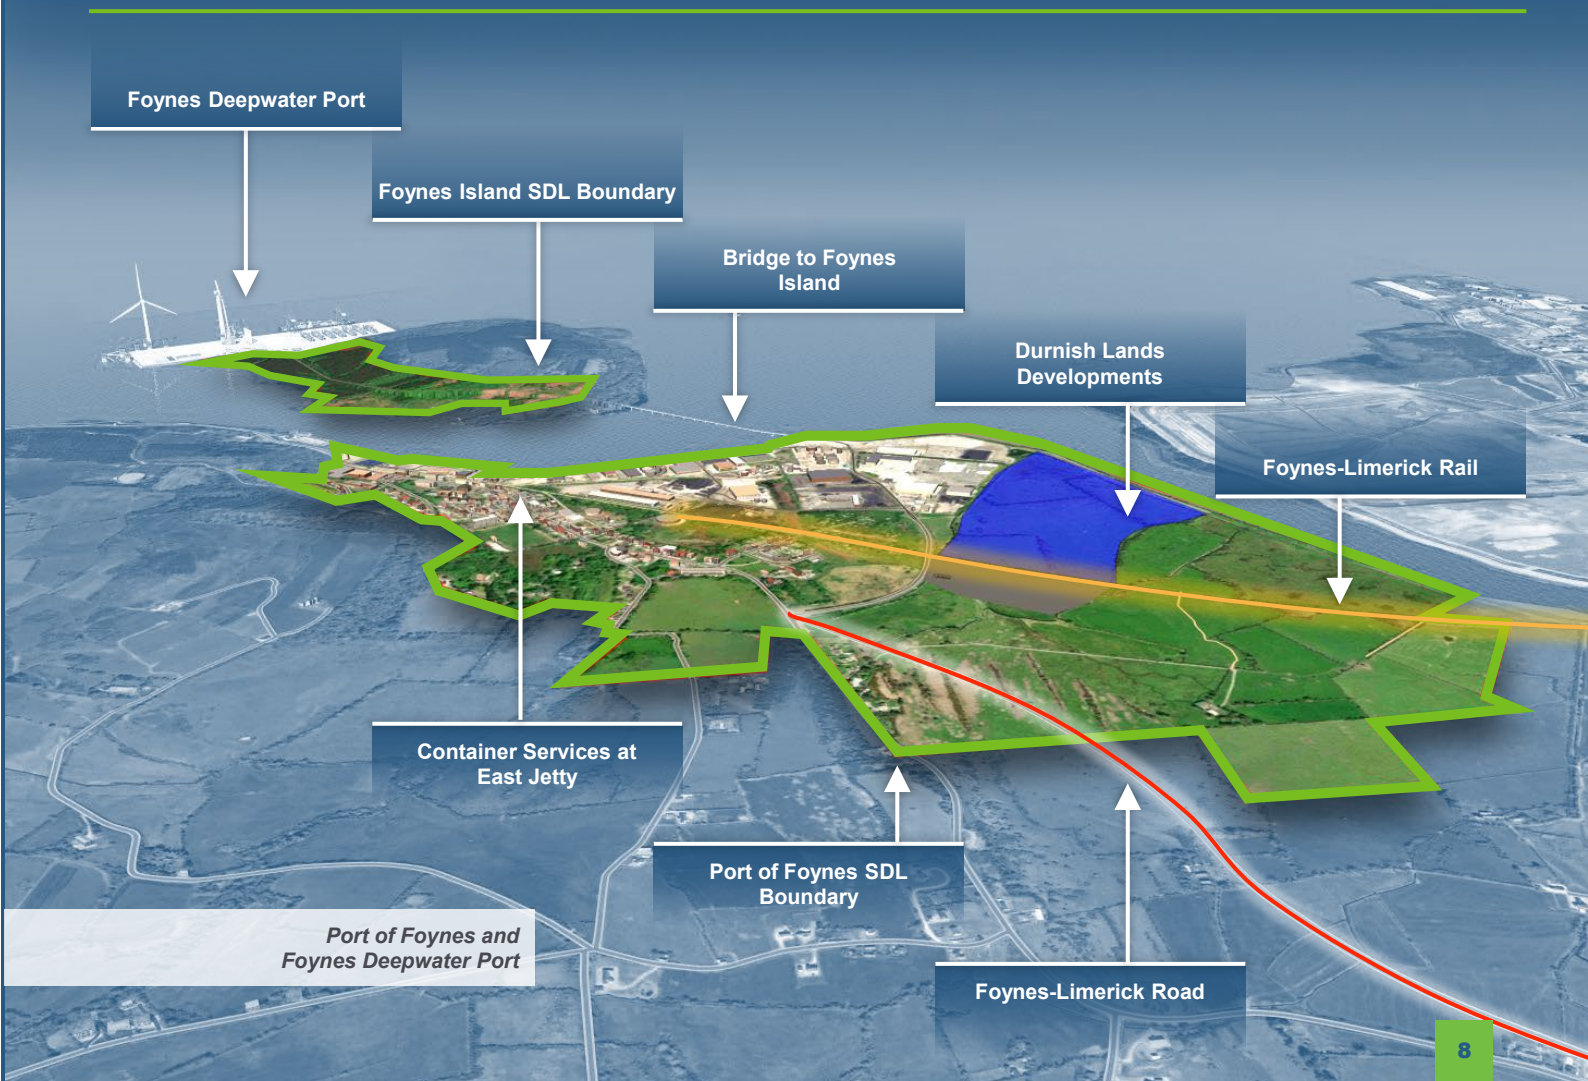 Foynes Deepwater Port
Foynes Island SDL Boundary
Bridge to Foynes
Island
Durnish Lands
Developments
Foynes-Limerick Rail
Container Services at
East Jetty
Port of Foynes SDL
Boundary
Foynes-Limerick Road
Port of Foynes and
Foynes Deepwater Port
8